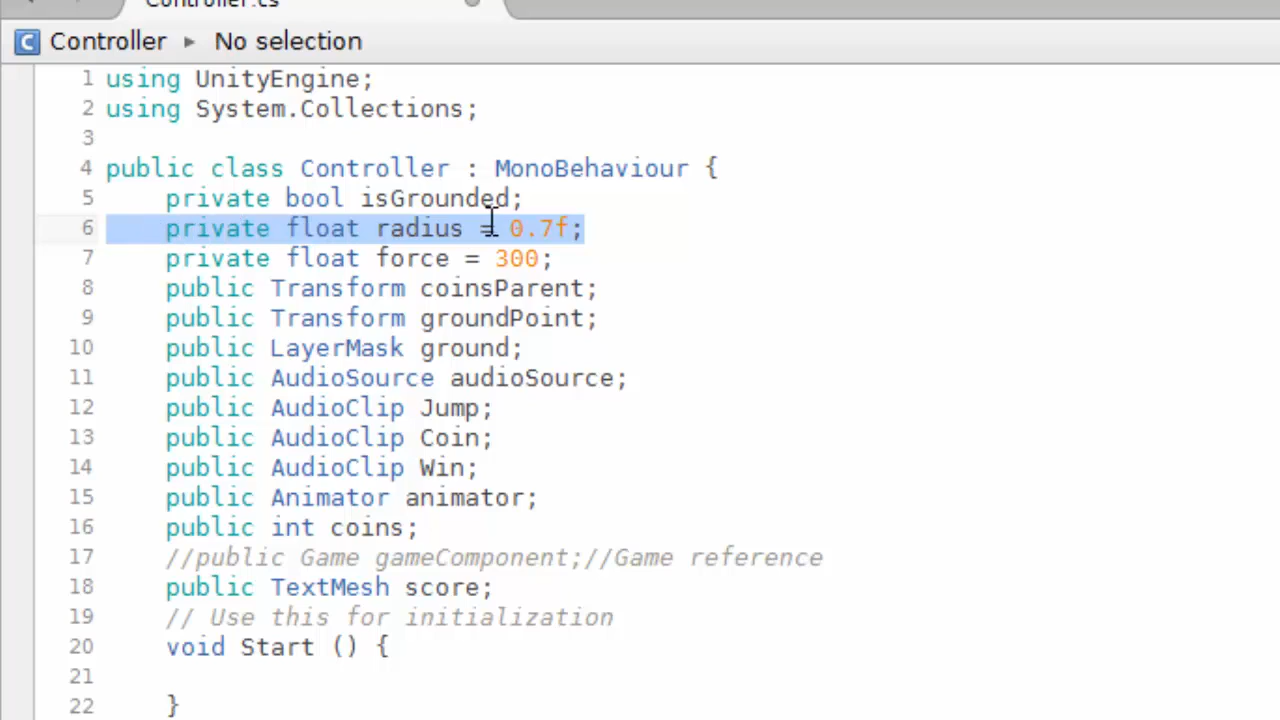 Controller.cs
Controller ▸ No selection
1 using UnityEngine;
2 using System.Collections;
3
4 public class Controller : MonoBehaviour {
5 private bool isGrounded;
6 private float radius = 0.7f;
7 private float force = 300;
8 public Transform coinsParent;
9 public Transform groundPoint;
10 public LayerMask ground;
11 public AudioSource audioSource;
12 public AudioClip Jump;
13 public AudioClip Coin;
14 public AudioClip Win;
15 public Animator animator;
16 public int coins;
17 //public Game gameComponent;//Game reference
18 public TextMesh score;
19 // Use this for initialization
20 void Start () {
21
22 }